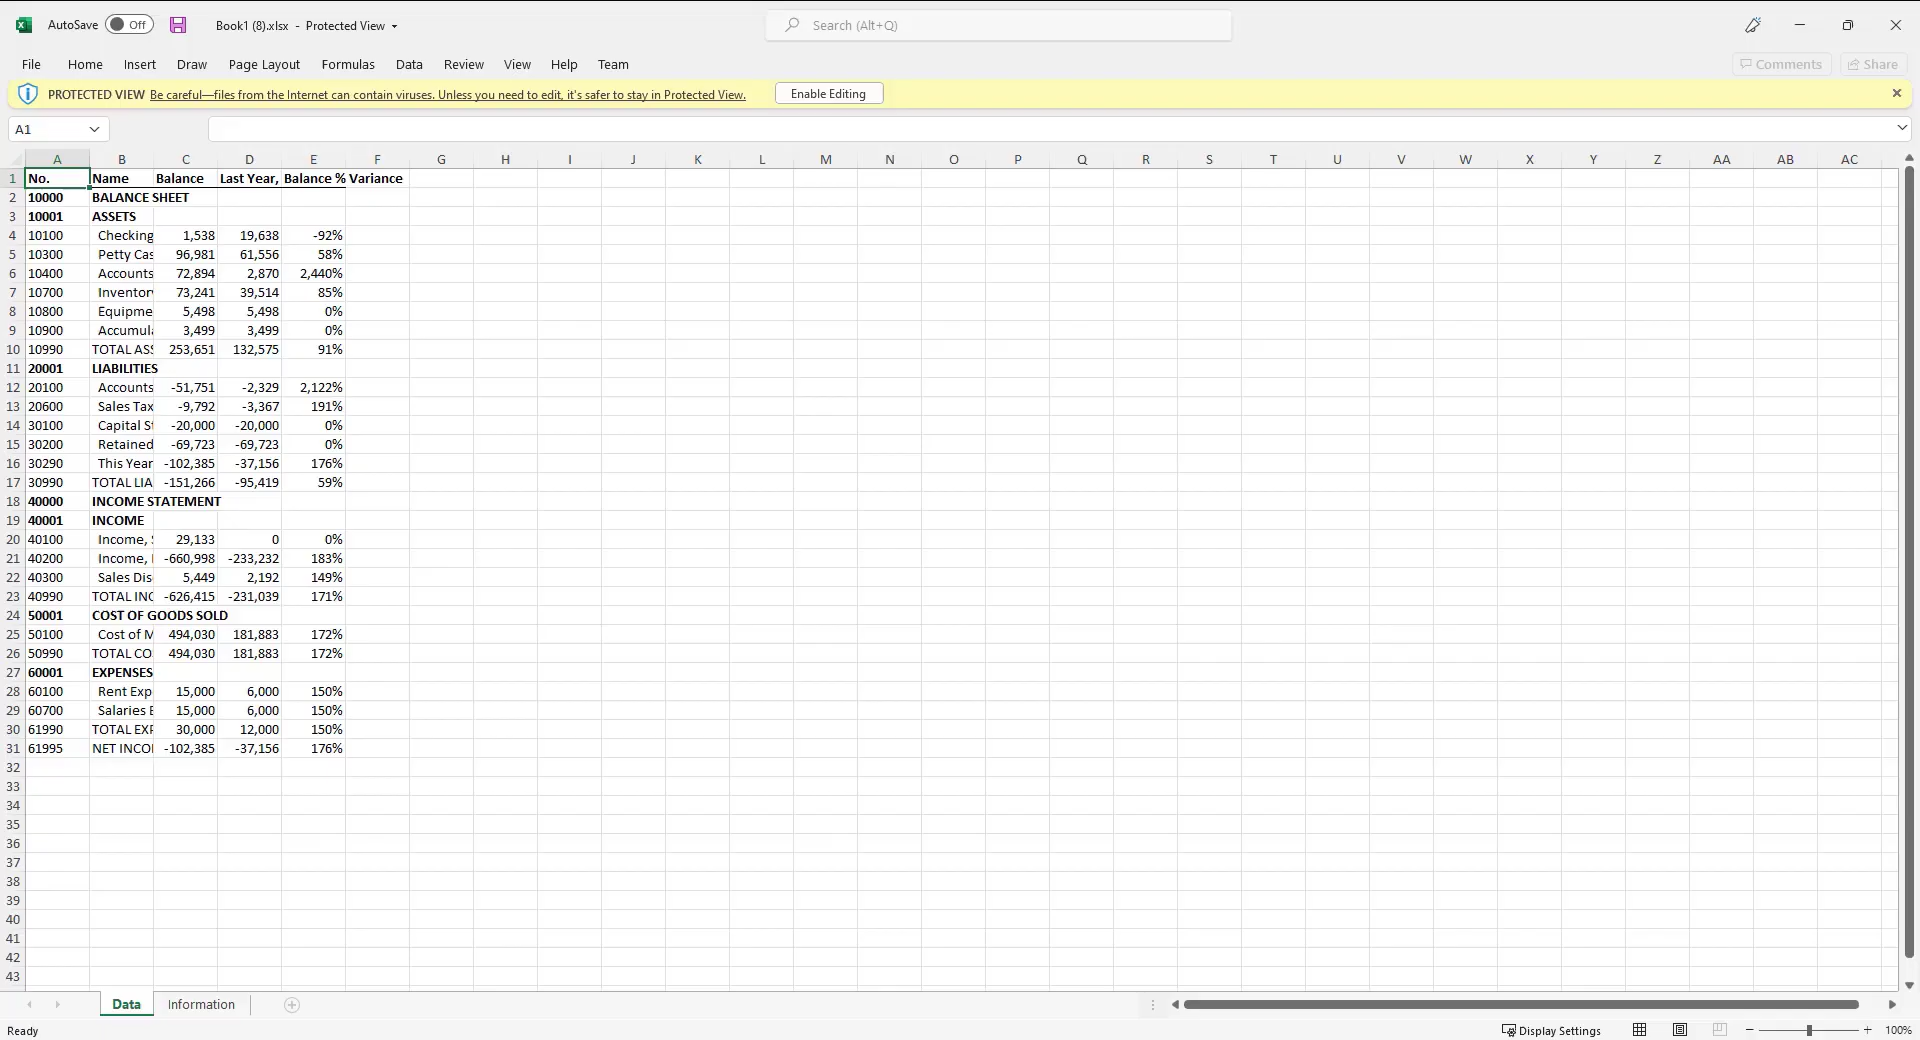 AutoSave Off Book1 (8).xlsx - Protected View Search (Alt+Q)
File Home Insert Draw Page Layout Formulas Data Review View Help Team Comments Share
PROTECTED VIEW Be careful—files from the Internet can contain viruses. Unless you need to edit, it's safer to stay in Protected View. Enable Editing
A1
A B C D E F G H I J K L M N O P Q R S T U V W X Y Z AA AB AC
1 No. Name Balance Last Year, Balance % Variance
2 10000 BALANCE SHEET
3 10001 ASSETS
4 10100 Checking 1,538 19,638 -92%
5 10300 Petty Cas 96,981 61,556 58%
6 10400 Accounts 72,894 2,870 2,440%
7 10700 Inventor 73,241 39,514 85%
8 10800 Equipme 5,498 5,498 0%
9 10900 Accumul 3,499 3,499 0%
10 10990 TOTAL ASS 253,651 132,575 91%
11 20001 LIABILITIES
12 20100 Accounts -51,751 -2,329 2,122%
13 20600 Sales Tax -9,792 -3,367 191%
14 30100 Capital St -20,000 -20,000 0%
15 30200 Retained -69,723 -69,723 0%
16 30290 This Year -102,385 -37,156 176%
17 30990 TOTAL LIA -151,266 -95,419 59%
18 40000 INCOME STATEMENT
19 40001 INCOME
20 40100 Income, 29,133 0 0%
21 40200 Income, -660,998 -233,232 183%
22 40300 Sales Dis 5,449 2,192 149%
23 40990 TOTAL INC -626,415 -231,039 171%
24 50001 COST OF GOODS SOLD
25 50100 Cost of M 494,030 181,883 172%
26 50990 TOTAL CO 494,030 181,883 172%
27 60001 EXPENSES
28 60100 Rent Exp 15,000 6,000 150%
29 60700 Salaries E 15,000 6,000 150%
30 61990 TOTAL EXP 30,000 12,000 150%
31 61995 NET INCO -102,385 -37,156 176%
32
33
34
35
36
37
38
39
40
41
42
43
Data Information
Ready Display Settings 100%